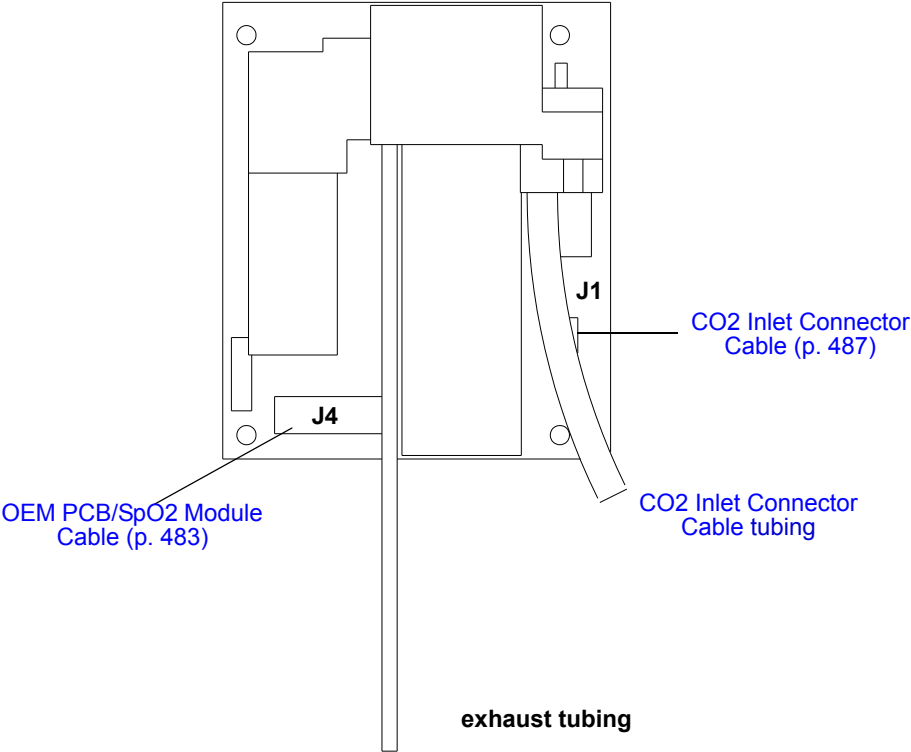 J1
CO2 Inlet Connector
Cable (p. 487)
J4
OEM PCB/SpO2 Module
Cable (p. 483)
CO2 Inlet Connector
Cable tubing
exhaust tubing